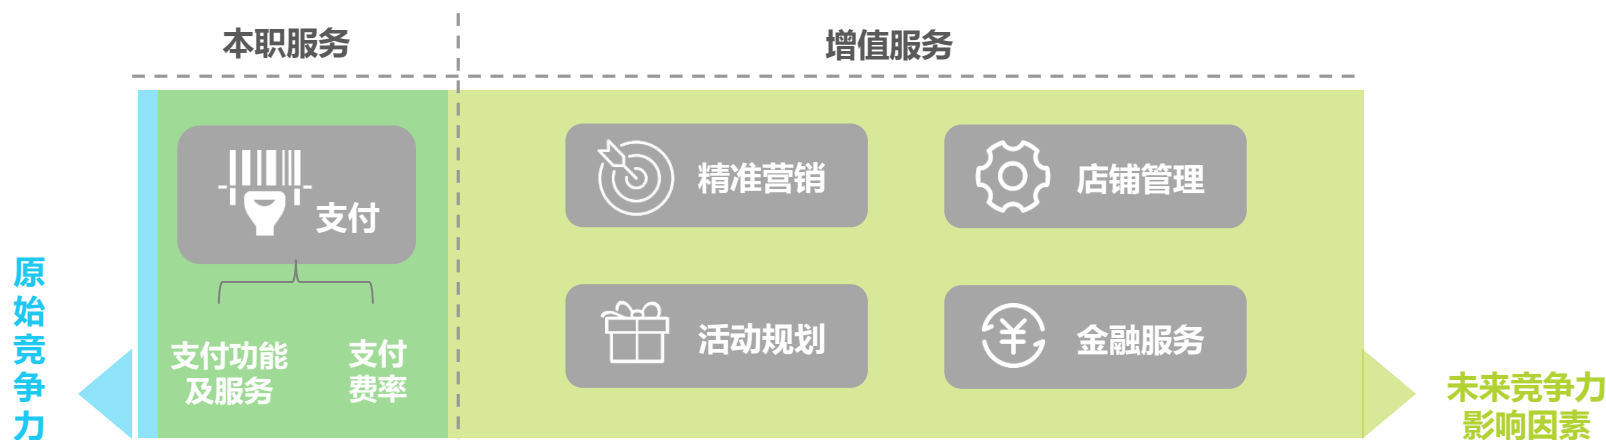 本职服务
增值服务
支付
精准营销
店铺管理
活动规划
金融服务
支付功能
及服务
支付
费率
原始竞争力
未来竞争力
影响因素